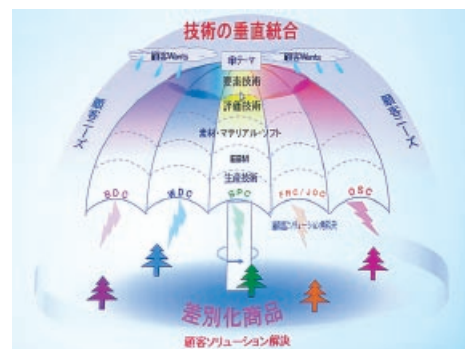 技術の垂直統合
顧客Wants
傘テーマ
顧客Wants
要素技術
評価技術
顧客ニーズ
顧客ニーズ
素材・マテリアル・ソフト
生産技術
BDC
MDC
GPC
FMC/JDC
OSC
顧客ソリューション解決
差別化商品
顧客ソリューション解決